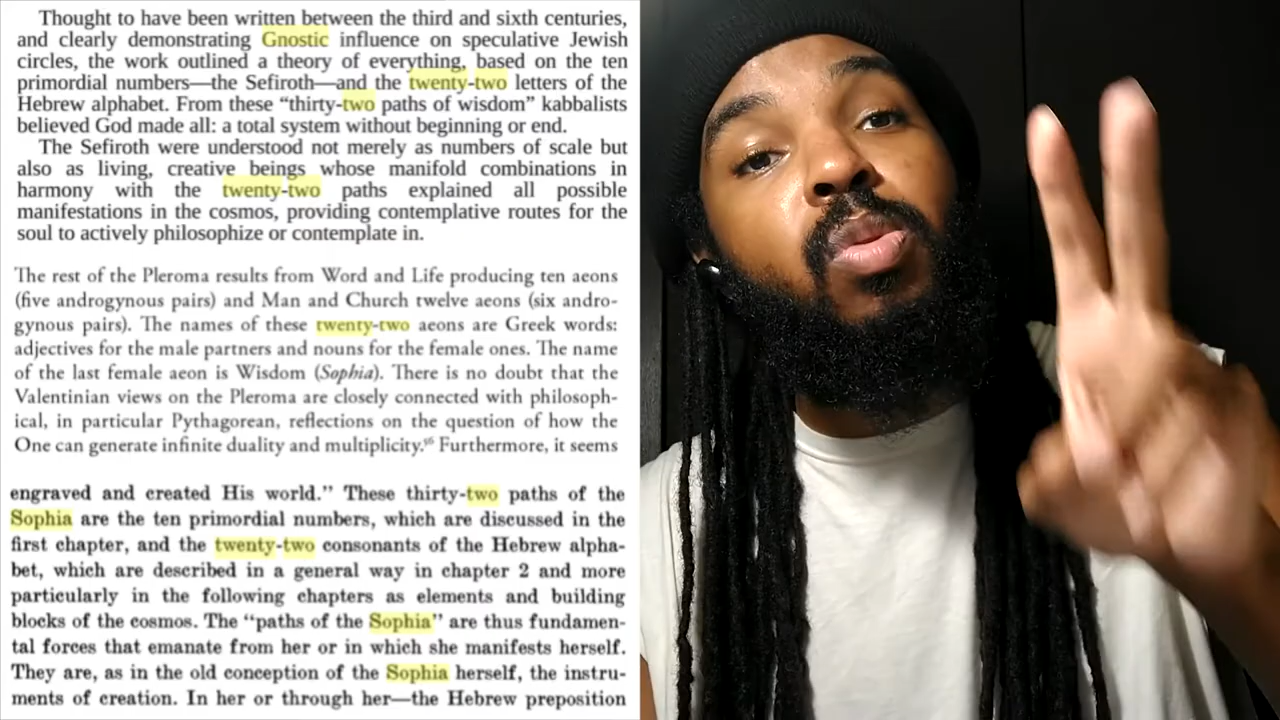 Thought to have been written between the third and sixth centuries,
and clearly demonstrating Gnostic influence on speculative Jewish
circles, the work outlined a theory of everything, based on the ten
primordial numbers—the Sefiroth—and the twenty-two letters of the
Hebrew alphabet. From these “thirty-two paths of wisdom” kabbalists
believed God made all: a total system without beginning or end.
The Sefiroth were understood not merely as numbers of scale but
also as living, creative beings whose manifold combinations in
harmony with the twenty-two paths explained all possible
manifestations in the cosmos, providing contemplative routes for the
soul to actively philosophize or contemplate in.
The rest of the Pleroma results from Word and Life producing ten aeons
(five androgynous pairs) and Man and Church twelve aeons (six andro-
gynous pairs). The names of these twenty-two aeons are Greek words:
adjectives for the male partners and nouns for the female ones. The name
of the last female aeon is Wisdom (Sophia). There is no doubt that the
Valentinian views on the Pleroma are closely connected with philosoph-
ical, in particular Pythagorean, reflections on the question of how the
One can generate infinite duality and multiplicity.⁹⁶ Furthermore, it seems
engraved and created His world.” These thirty-two paths of the
Sophia are the ten primordial numbers, which are discussed in the
first chapter, and the twenty-two consonants of the Hebrew alpha-
bet, which are described in a general way in chapter 2 and more
particularly in the following chapters as elements and building
blocks of the cosmos. The “paths of the Sophia” are thus fundamen-
tal forces that emanate from her or in which she manifests herself.
They are, as in the old conception of the Sophia herself, the instru-
ments of creation. In her or through her—the Hebrew preposition